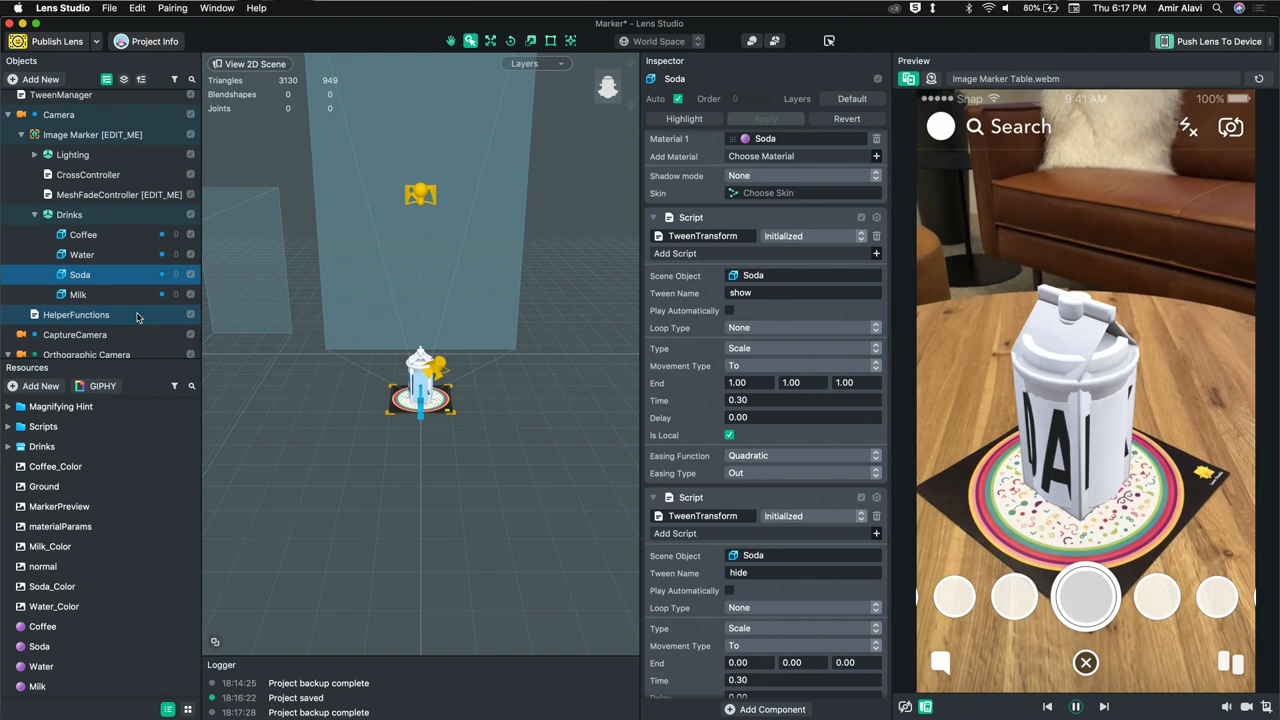 Lens Studio File Edit Pairing Window Help 80% Thu 6:17 PM Amir Alavi
Marker* - Lens Studio
Publish Lens Project Info World Space Push Lens To Device
Objects
Add New
TweenManager
Camera
Image Marker [EDIT_ME]
Lighting
CrossController
MeshFadeController [EDIT_ME]
Drinks
Coffee 0
Water 0
Soda 0
Milk 0
HelperFunctions
CaptureCamera
Orthographic Camera
Resources
Add New GIPHY
Magnifying Hint
Scripts
Drinks
Coffee_Color
Ground
MarkerPreview
materialParams
Milk_Color
normal
Soda_Color
Water_Color
Coffee
Soda
Water
Milk
View 2D Scene Layers
Triangles 3130 949
Blendshapes 0 0
Joints 0 0
Logger
18:14:25 Project backup complete
18:16:22 Project saved
18:17:28 Project backup complete
Inspector
Soda
Auto Order 0 Layers Default
Highlight Apply Revert
Material 1 Soda
Add Material Choose Material +
Shadow mode None
Skin Choose Skin
Script
TweenTransform Initialized
Add Script +
Scene Object Soda
Tween Name show
Play Automatically
Loop Type None
Type Scale
Movement Type To
End 1.00 1.00 1.00
Time 0.30
Delay 0.00
Is Local
Easing Function Quadratic
Easing Type Out
Script
TweenTransform Initialized
Add Script +
Scene Object Soda
Tween Name hide
Play Automatically
Loop Type None
Type Scale
Movement Type To
End 0.00 0.00 0.00
Time 0.30
Add Component
Preview
Image Marker Table.webm
Snap 9:41 AM 100%
Search